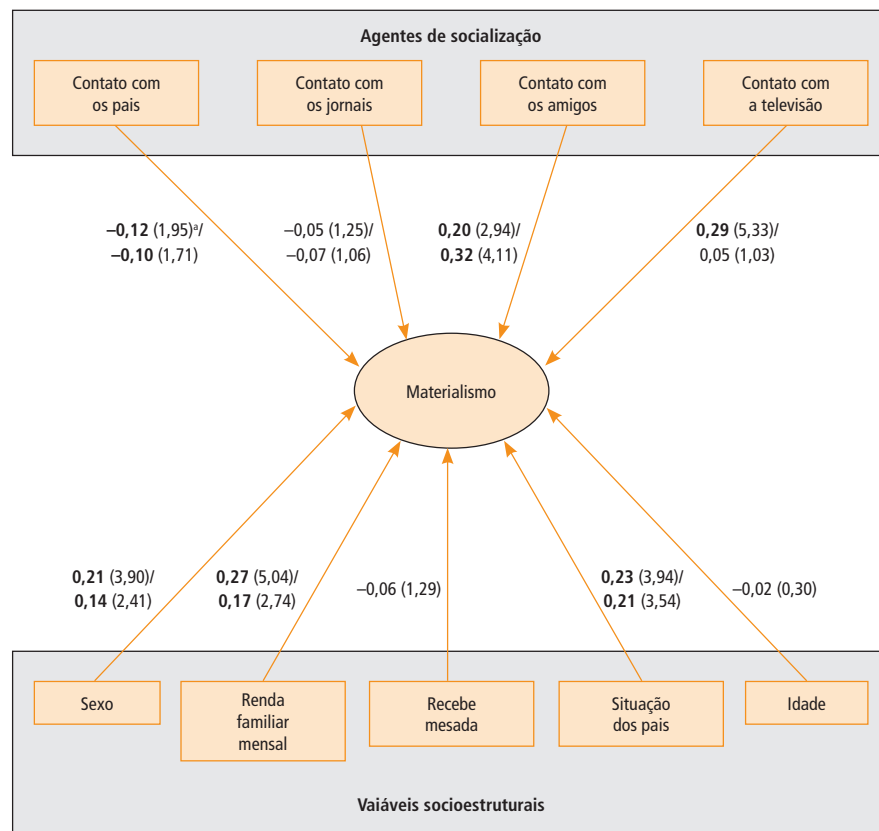 Agentes de socialização
Contato com
os pais
Contato com
os jornais
Contato com
os amigos
Contato com
a televisão
–0,12 (1,95)ª/
–0,10 (1,71)
–0,05 (1,25)/
–0,07 (1,06)
0,20 (2,94)/
0,32 (4,11)
0,29 (5,33)/
0,05 (1,03)
Materialismo
0,21 (3,90)/
0,14 (2,41)
0,27 (5,04)/
0,17 (2,74)
–0,06 (1,29)
0,23 (3,94)/
0,21 (3,54)
–0,02 (0,30)
Sexo
Renda
familiar
mensal
Recebe
mesada
Situação
dos pais
Idade
Vaiáveis socioestruturais